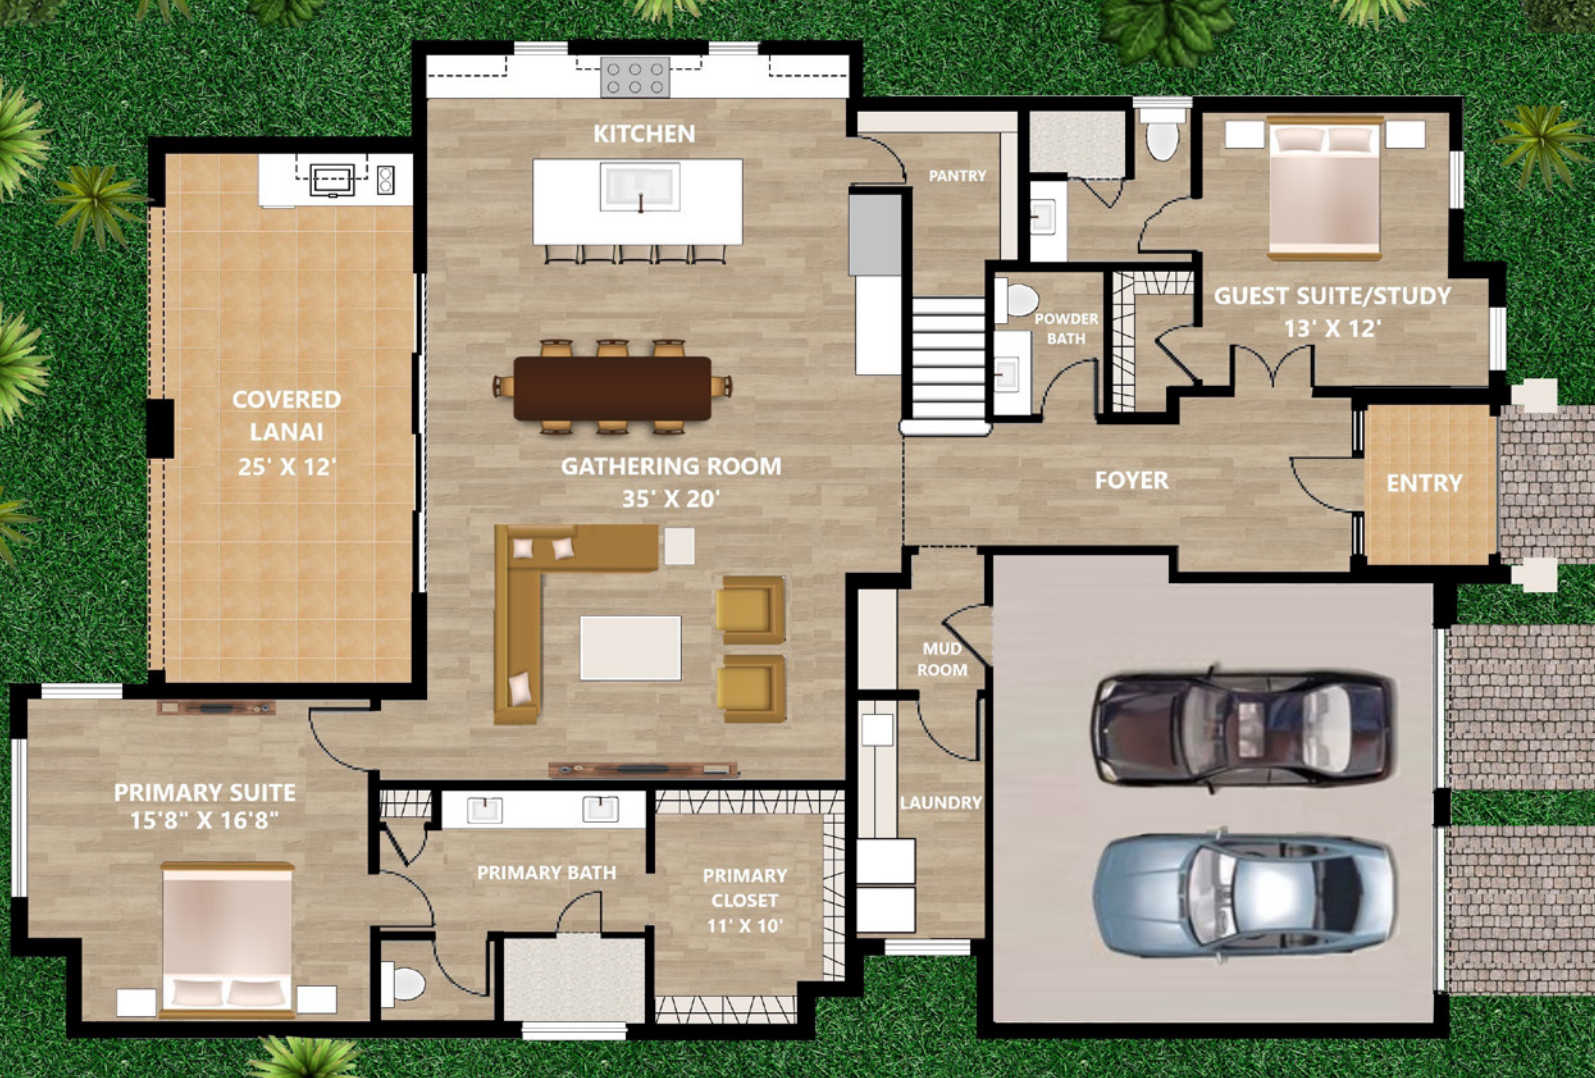 KITCHEN
PANTRY
GUEST SUITE/STUDY
13' X 12'
POWDER
BATH
COVERED
LANAI
25' X 12'
GATHERING ROOM
35' X 20'
FOYER
ENTRY
MUD
ROOM
PRIMARY SUITE
15'8" X 16'8"
LAUNDRY
PRIMARY BATH
PRIMARY
CLOSET
11' X 10'